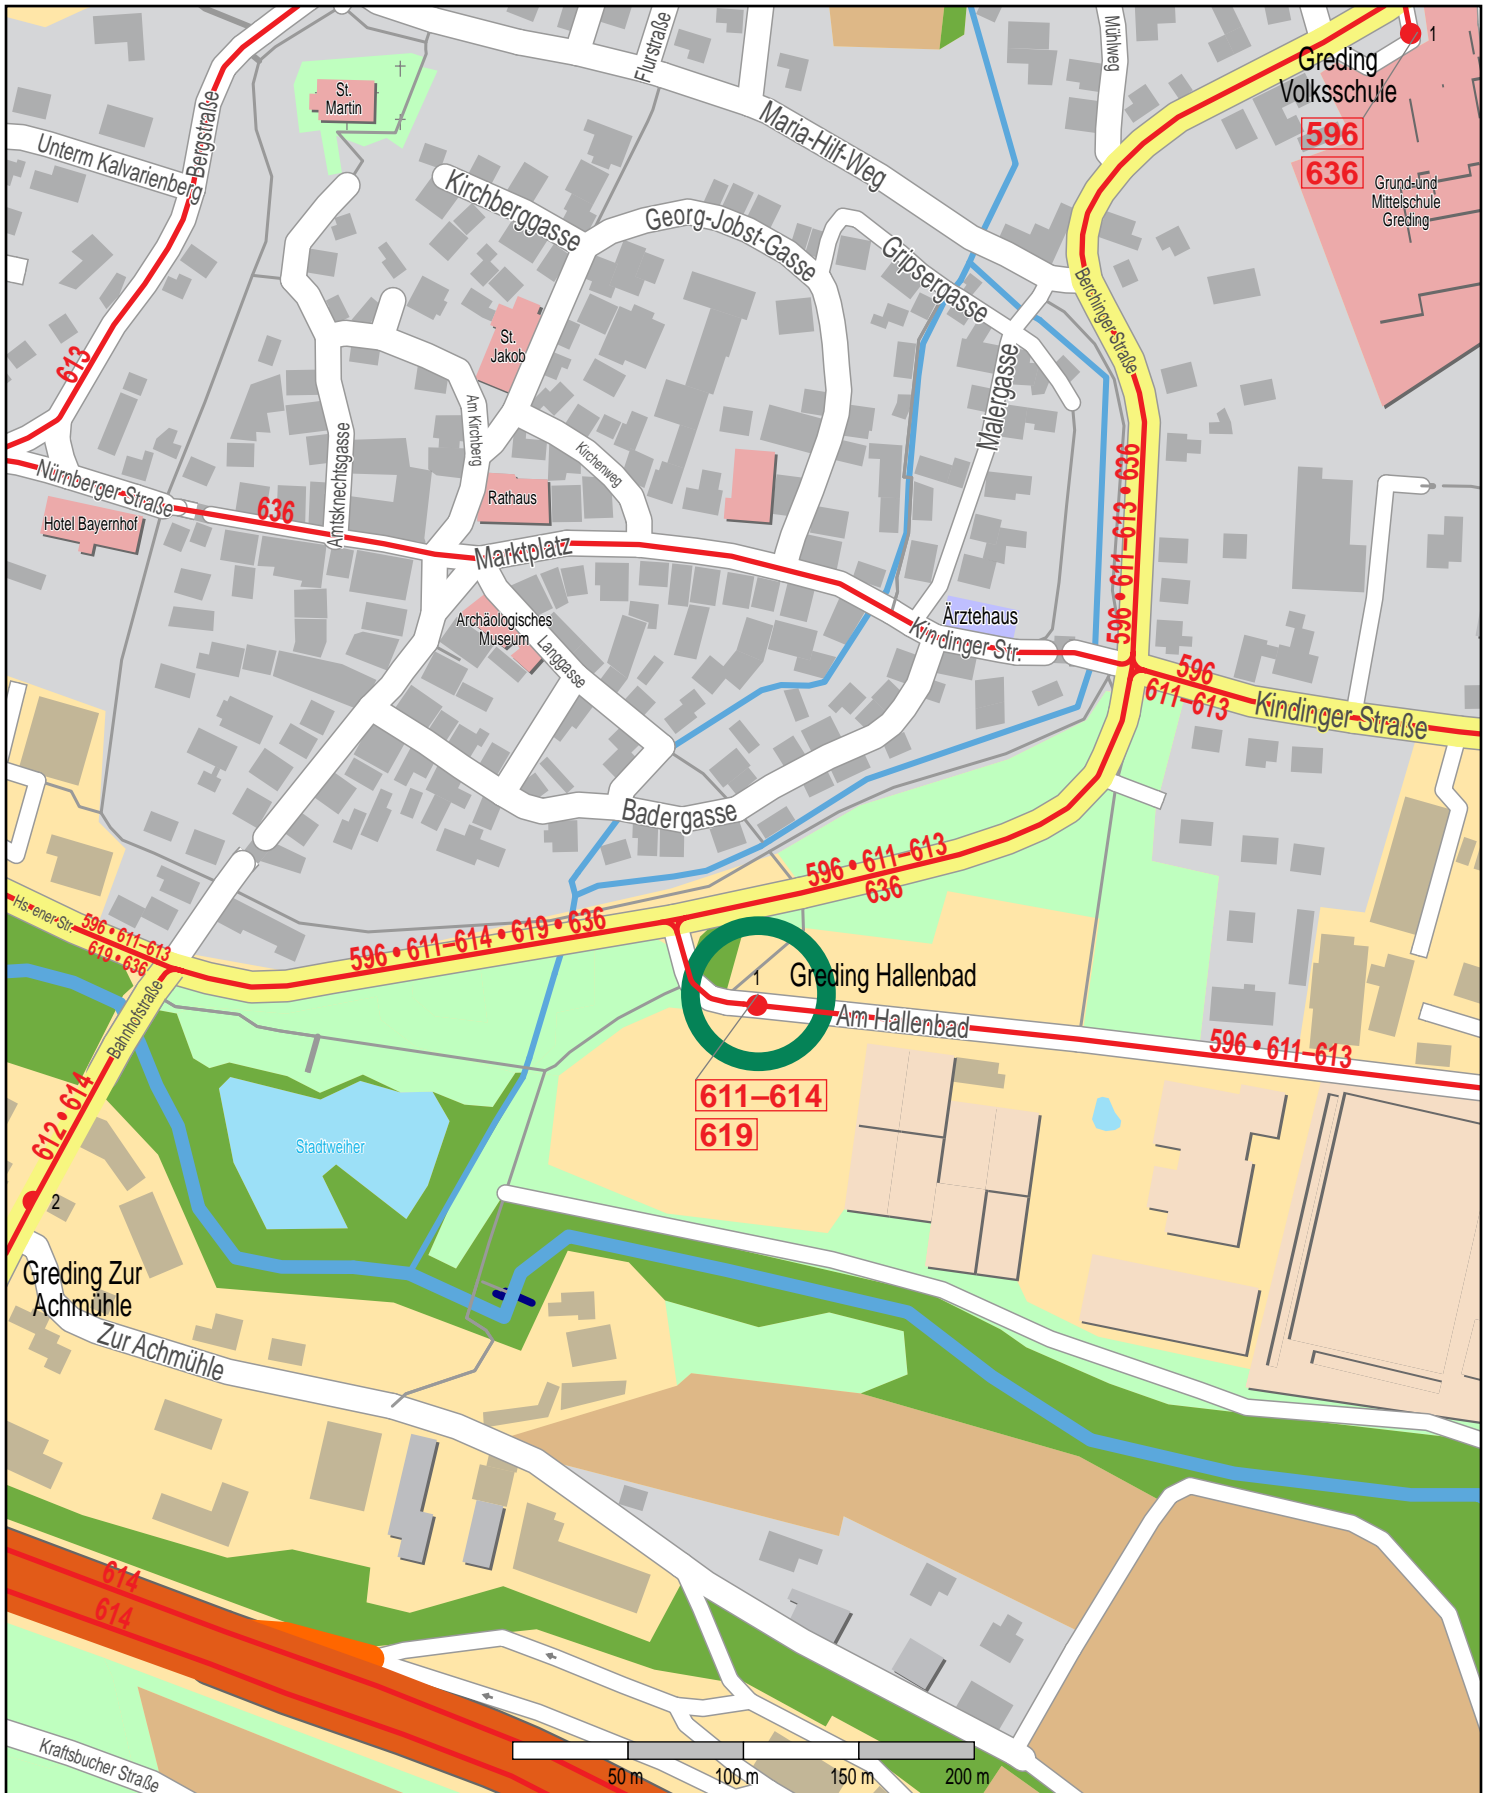 Flurstraße
Mühlweg
1
Greding
Volksschule
596
636
Grund-und
Mittelschule
Greding
St.
Martin
Bergstraße
Unterm Kalvarienberg
Maria-Hilf-Weg
Kirchberggasse
Georg-Jobst-Gasse
Gripsergasse
Berchinger-Straße
St.
Jakob
613
Malergasse
Am Kirchberg
Kirchenweg
Amtsknechtsgasse
Nürnberger Straße
Hotel Bayernhof
636
Rathaus
Marktplatz
596 • 611–613 • 636
Archäologisches
Museum
Langgasse
Ärztehaus
Kindinger Str.
596
611–613
Kindinger Straße
Badergasse
596 • 611–613
636
Hs.ener Str.
596 • 611–613
619 • 636
596 • 611–614 • 619 • 636
Bahnhofstraße
1
Greding Hallenbad
Am Hallenbad
596 • 611–613
611–614
619
612 • 614
Stadtweiher
2
Greding Zur
Achmühle
Zur Achmühle
614
614
Kraftsbucher Straße
50 m
100 m
150 m
200 m